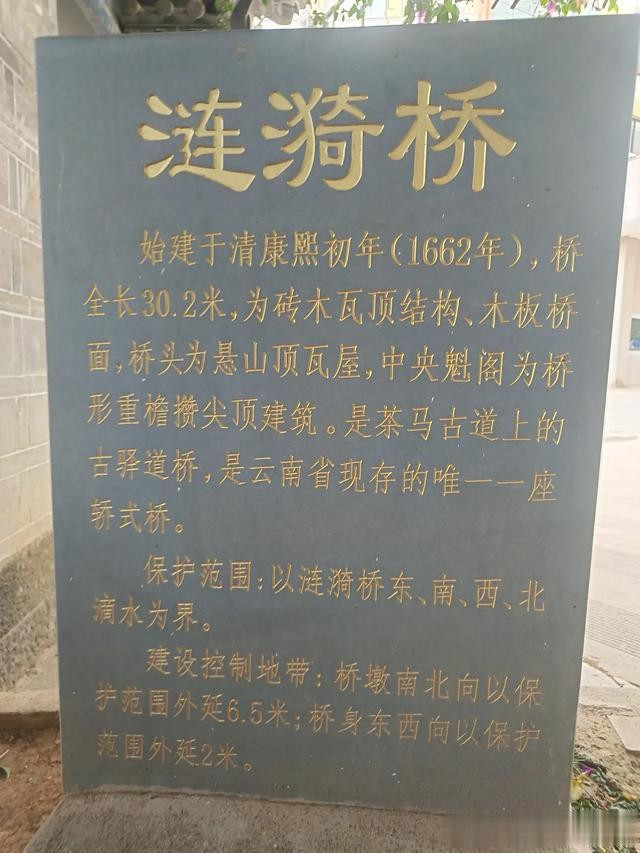 涟漪桥
始建于清康熙初年(1662年),桥
全长30.2米,为砖木瓦顶结构、木板桥
面,桥头为悬山顶瓦屋,中央魁阁为桥
形重檐攒尖顶建筑。是茶马古道上的
古驿道桥,是云南省现存的唯一一座
轿式桥。
保护范围:以涟漪桥东、南、西、北
滴水为界。
建设控制地带:桥墩南北向以保
护范围外延6.5米;桥身东西向以保护
范围外延2米。